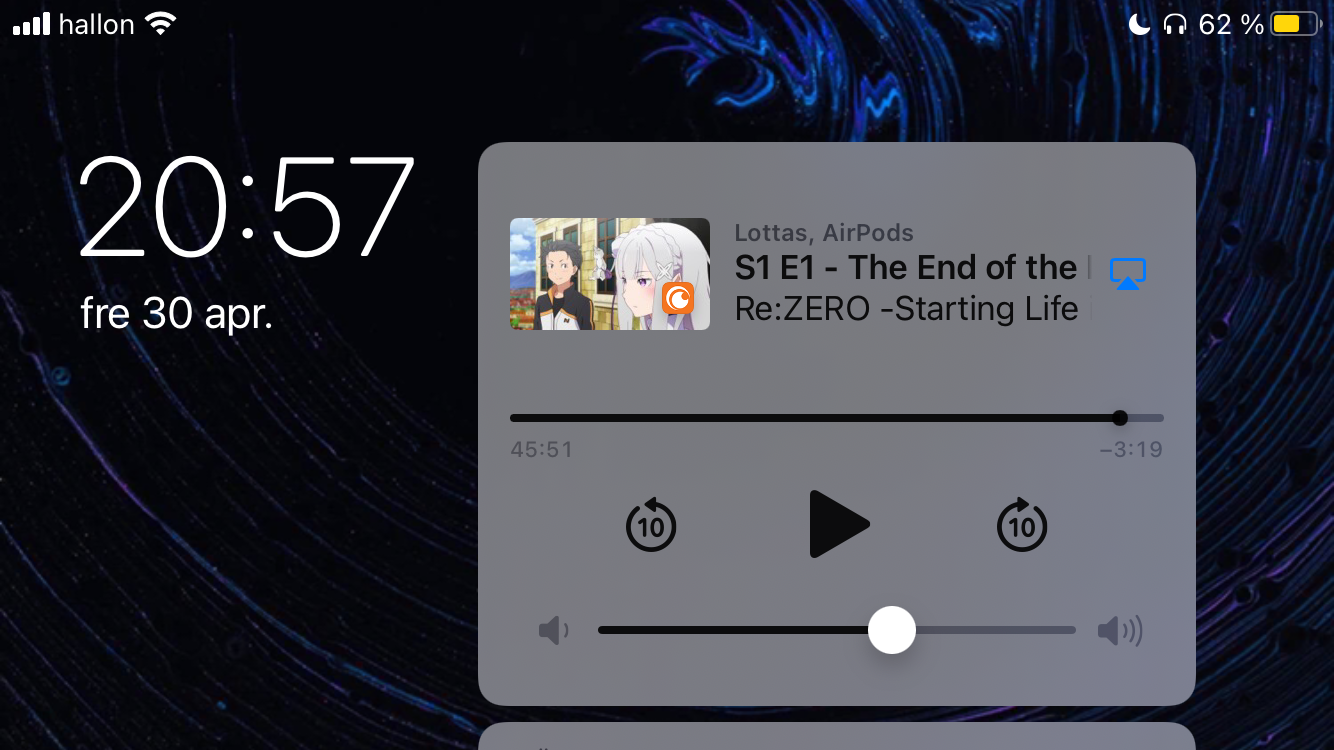 hallon
62 %
20:57
fre 30 apr.
Lottas, AirPods
S1 E1 - The End of the
Re:ZERO -Starting Life
45:51
−3:19
10
10